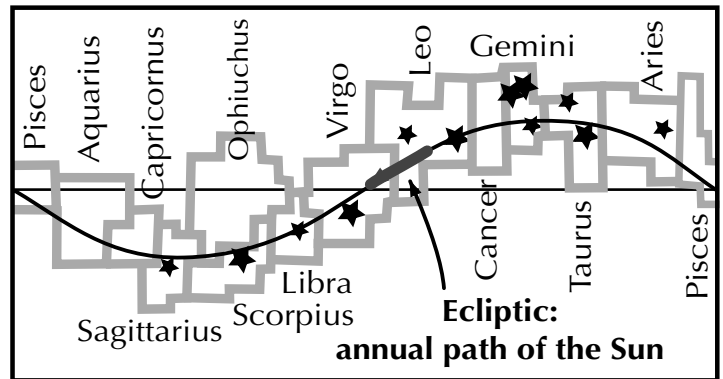 Pisces
Aquarius
Capricornus
Ophiuchus
Virgo
Leo
Gemini
Aries
Sagittarius
Scorpius
Libra
Cancer
Taurus
Pisces
Ecliptic:
annual path of the Sun